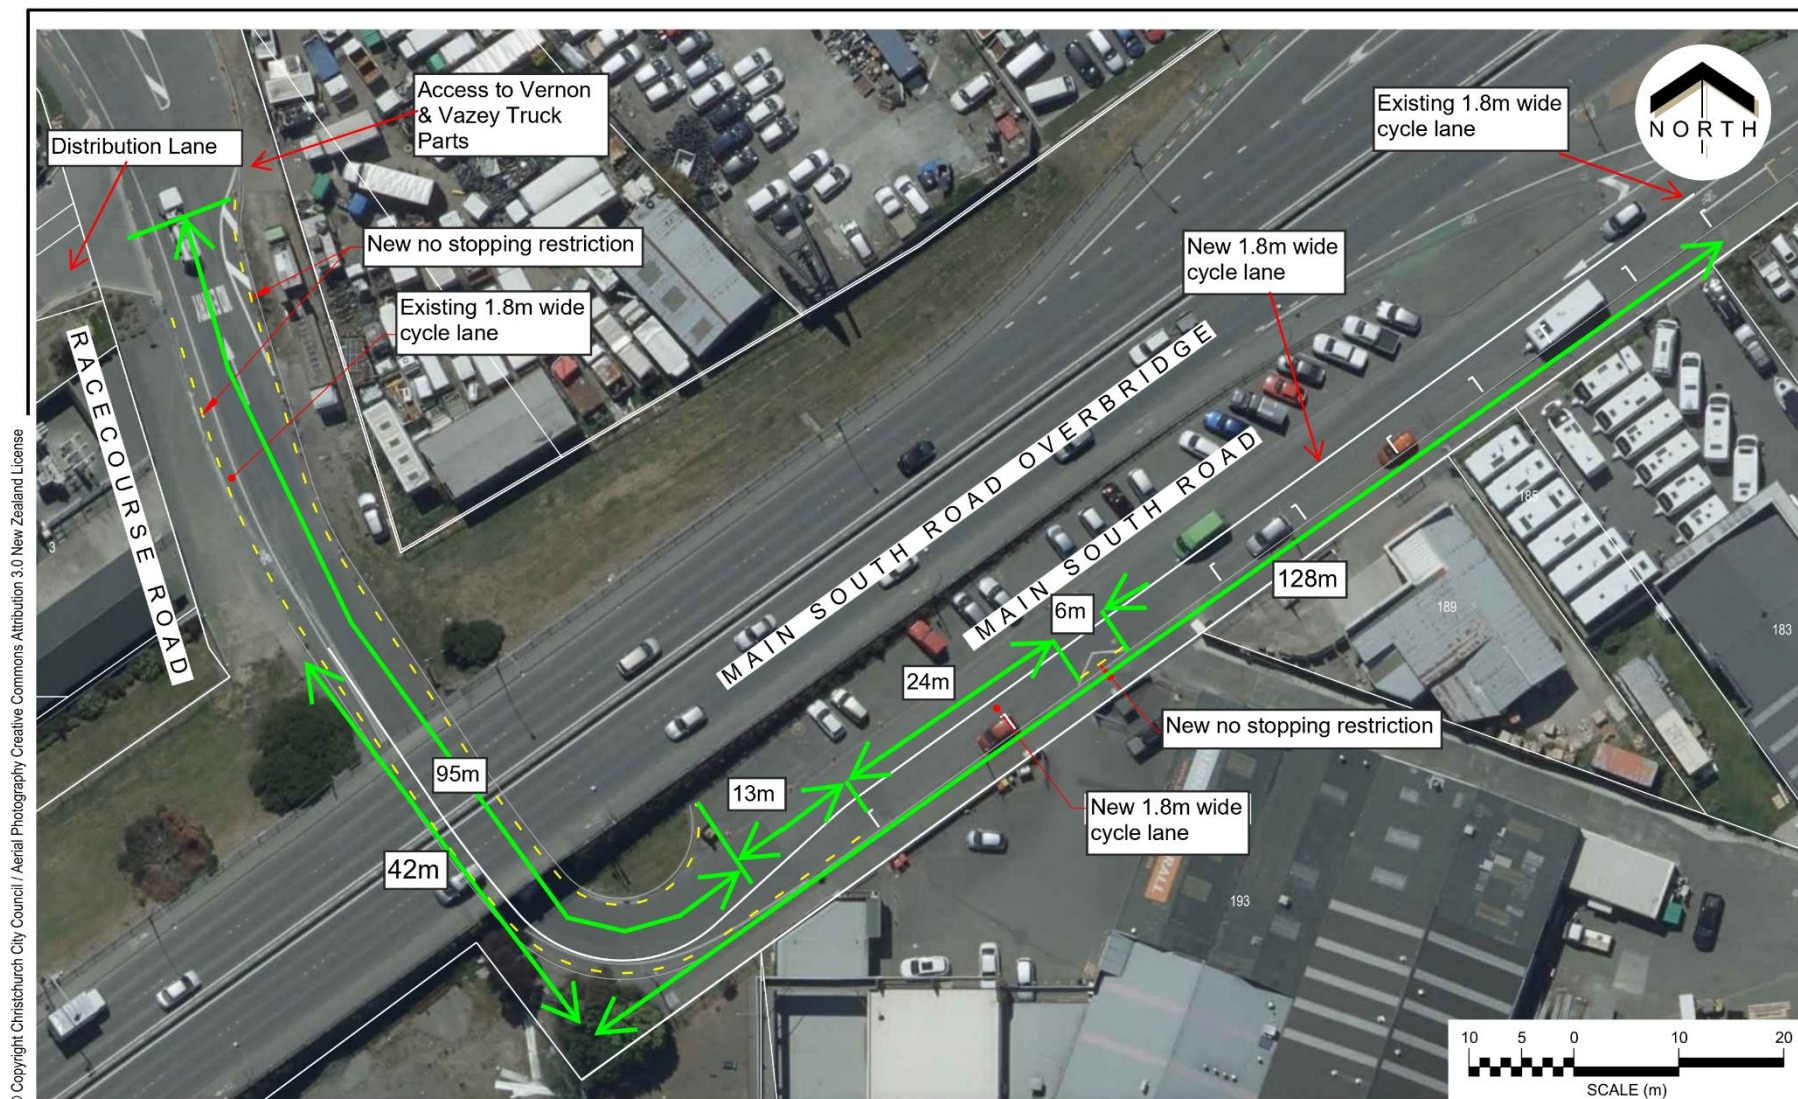 Access to Vernon
& Vazey Truck
Parts
Distribution Lane
Existing 1.8m wide
cycle lane
NORTH
New no stopping restriction
New 1.8m wide
cycle lane
Existing 1.8m wide
cycle lane
RACECOURSE ROAD
MAIN SOUTH ROAD OVERBRIDGE
MAIN SOUTH ROAD
3
185
128m
6m
189
183
24m
New no stopping restriction
95m
13m
New 1.8m wide
cycle lane
42m
193
10 5 0 10 20
SCALE (m)
© Copyright Christchurch City Council / Aerial Photography Creative Commons Attribution 3.0 New Zealand License